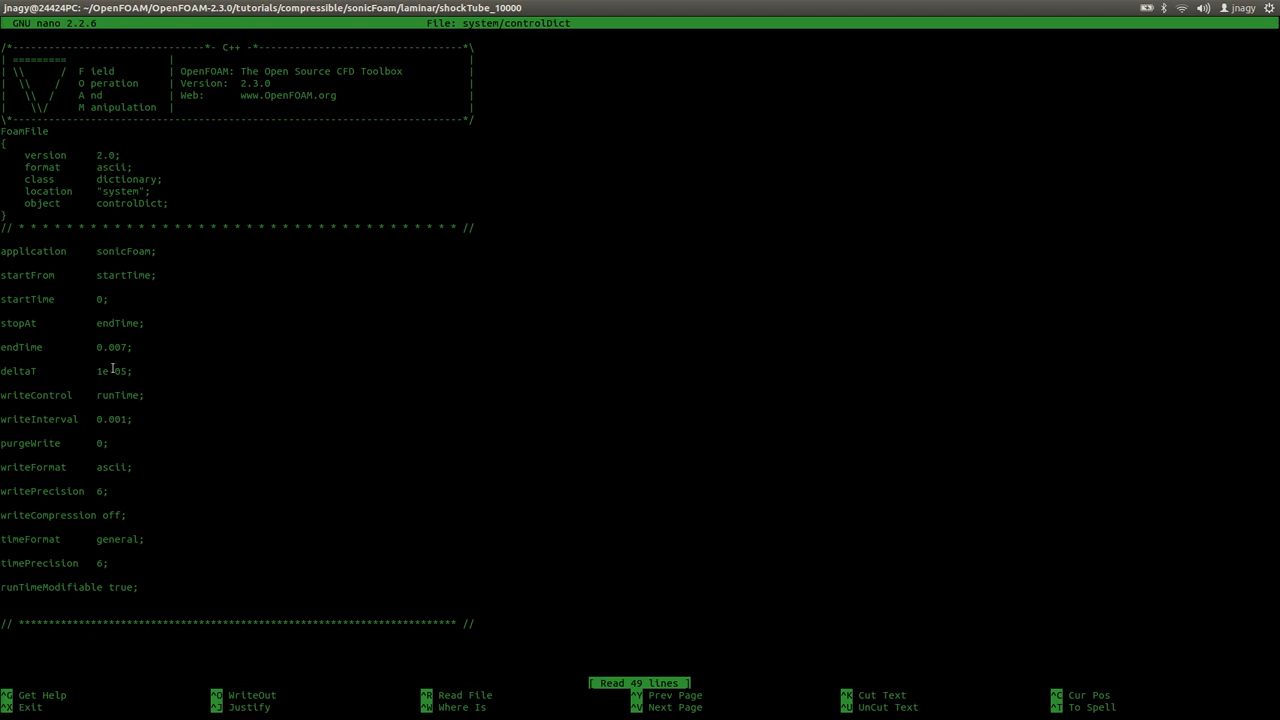 jnagy@24424PC: ~/OpenFOAM/OpenFOAM-2.3.0/tutorials/compressible/sonicFoam/laminar/shockTube_10000 jnagy
GNU nano 2.2.6 File: system/controlDict
/*--------------------------------*- C++ -*----------------------------------*\
| ========= | |
| \\ / F ield | OpenFOAM: The Open Source CFD Toolbox |
| \\ / O peration | Version: 2.3.0 |
| \\ / A nd | Web: www.OpenFOAM.org |
| \\/ M anipulation | |
\*---------------------------------------------------------------------------*/
FoamFile
{
version 2.0;
format ascii;
class dictionary;
location "system";
object controlDict;
}
// * * * * * * * * * * * * * * * * * * * * * * * * * * * * * * * * * * * * * //
application sonicFoam;
startFrom startTime;
startTime 0;
stopAt endTime;
endTime 0.007;
deltaT 1e-05;
writeControl runTime;
writeInterval 0.001;
purgeWrite 0;
writeFormat ascii;
writePrecision 6;
writeCompression off;
timeFormat general;
timePrecision 6;
runTimeModifiable true;
// ************************************************************************* //
[ Read 49 lines ]
^G Get Help ^O WriteOut ^R Read File ^Y Prev Page ^K Cut Text ^C Cur Pos
^X Exit ^J Justify ^W Where Is ^V Next Page ^U UnCut Text ^T To Spell